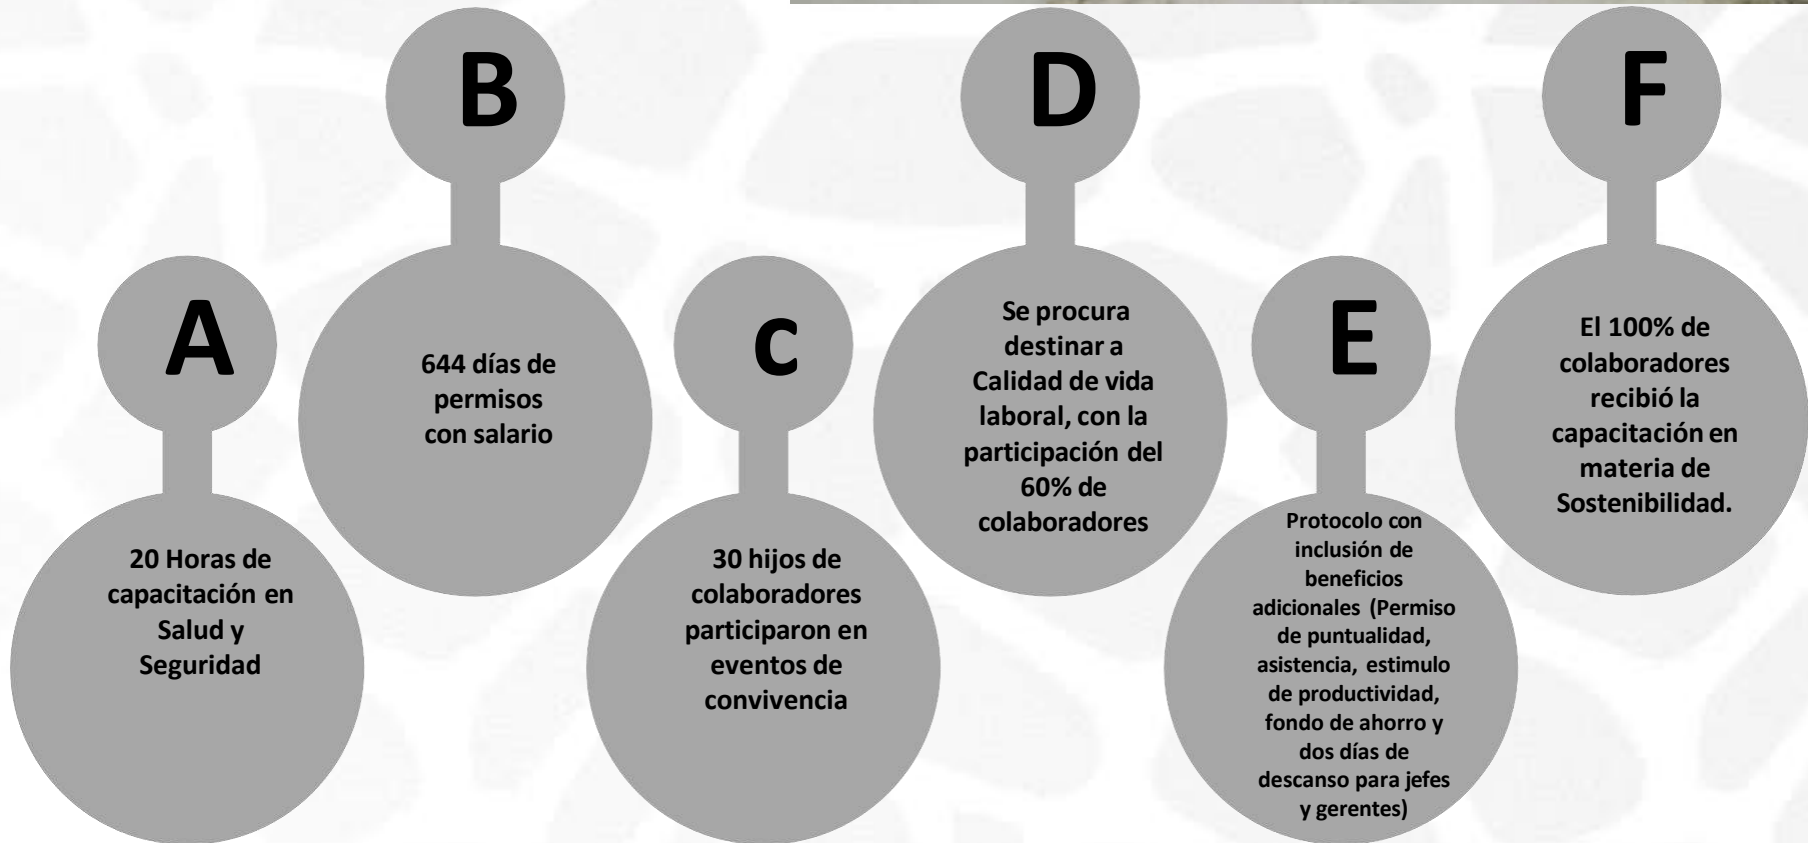 A
20 Horas de
capacitación en
Salud y
Seguridad
B
644 días de
permisos
con salario
c
30 hijos de
colaboradores
participaron en
eventos de
convivencia
D
Se procura
destinar a
Calidad de vida
laboral, con la
participación del
60% de
colaboradores
E
Protocolo con
inclusión de
beneficios
adicionales (Permiso
de puntualidad,
asistencia, estimulo
de productividad,
fondo de ahorro y
dos días de
descanso para jefes
y gerentes)
F
El 100% de
colaboradores
recibió la
capacitación en
materia de
Sostenibilidad.